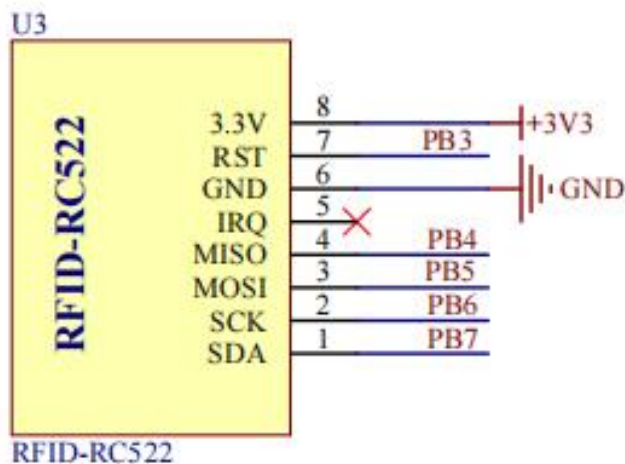 U3
RFID-RC522
3.3V 8 +3V3
RST 7 PB3
GND 6 GND
IRQ 5
MISO 4 PB4
MOSI 3 PB5
SCK 2 PB6
SDA 1 PB7
RFID-RC522